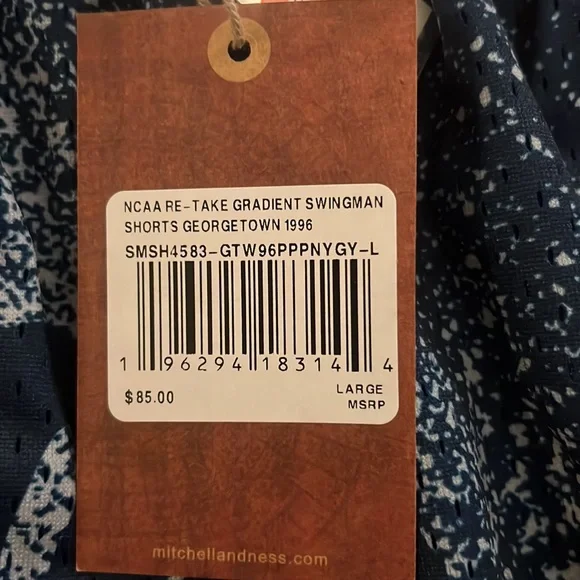 NCAA RE-TAKE GRADIENT SWINGMAN
SHORTS GEORGETOWN 1996
SMSH4583-GTW96PPPNYGY-L
1 96294 18314 4
$85.00
LARGE
MSRP
mitchellandness.com